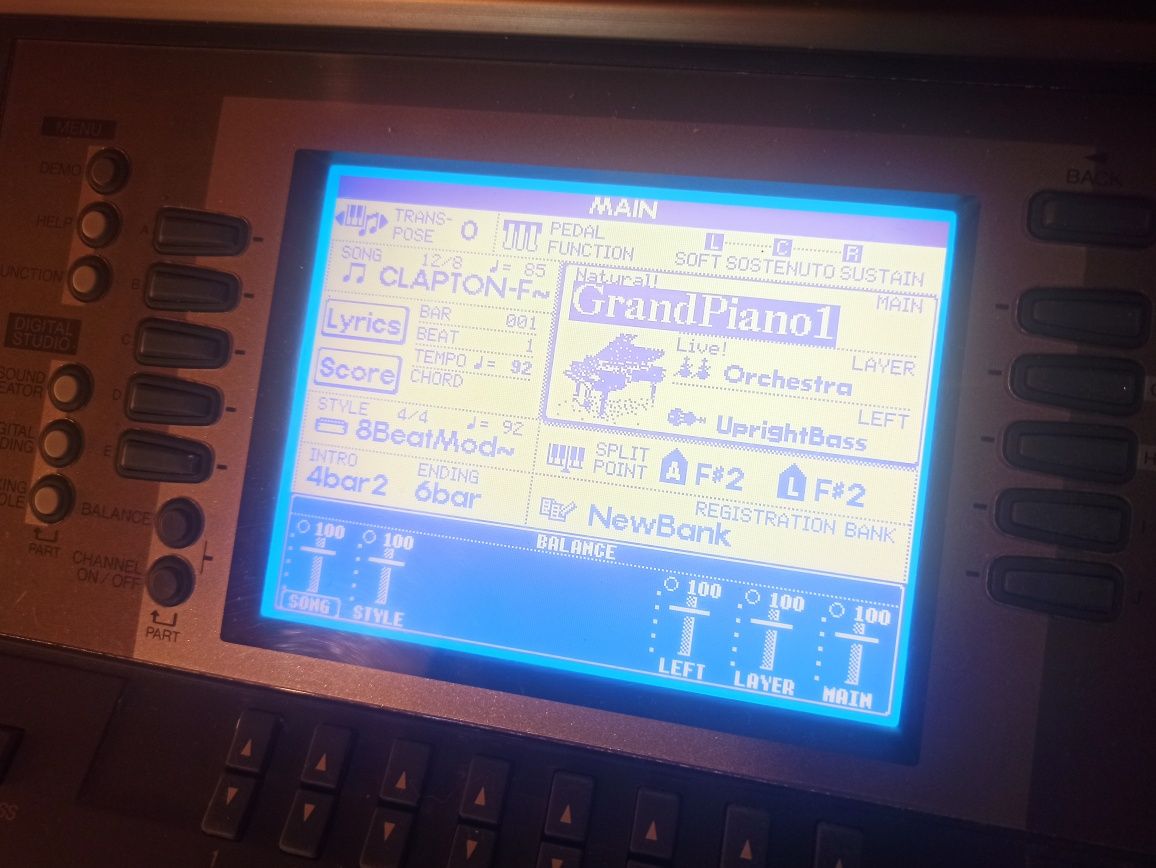 MENU
DEMO
HELP
DIGITAL
STUDIO
BALANCE
CHANNEL
ON/OFF
PART
PART
BACK
A
B
C
D
E
MAIN
TRANS-
POSE 0
PEDAL
FUNCTION
L C R
SOFT SOSTENUTO SUSTAIN
SONG 12/8 ♩= 85
CLAPTON-F~
Lyrics
Score
BAR 001
BEAT 1
TEMPO ♩= 92
CHORD
Natural!
MAIN
GrandPiano1
LAYER
Live!
Orchestra
LEFT
UprightBass
STYLE 4/4 ♩= 92
8BeatMod~
INTRO
4bar2
ENDING
6bar
SPLIT
POINT
A F#2 L F#2
REGISTRATION BANK
NewBank
BALANCE
100 100 100 100 100
SONG STYLE LEFT LAYER MAIN
1